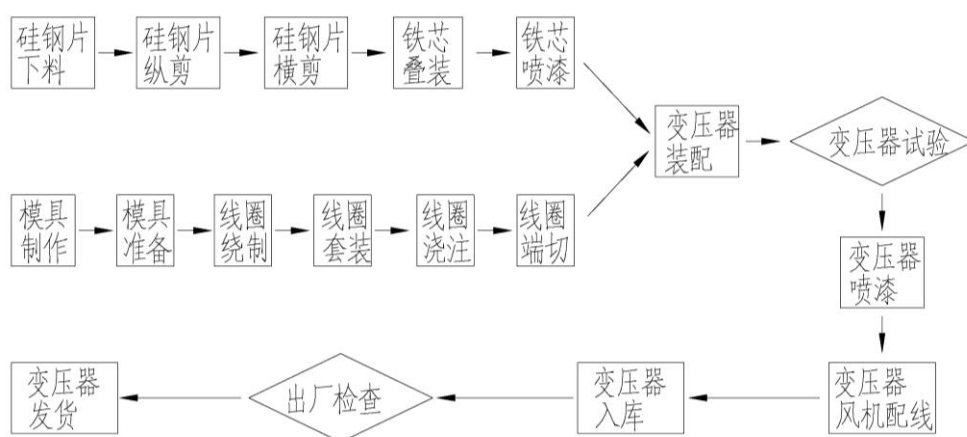 硅钢片
下料
硅钢片
纵剪
硅钢片
横剪
铁芯
叠装
铁芯
喷漆
变压器
装配
变压器试验
模具
制作
模具
准备
线圈
绕制
线圈
套装
线圈
浇注
线圈
端切
变压器
喷漆
变压器
风机配线
变压器
入库
出厂检查
变压器
发货